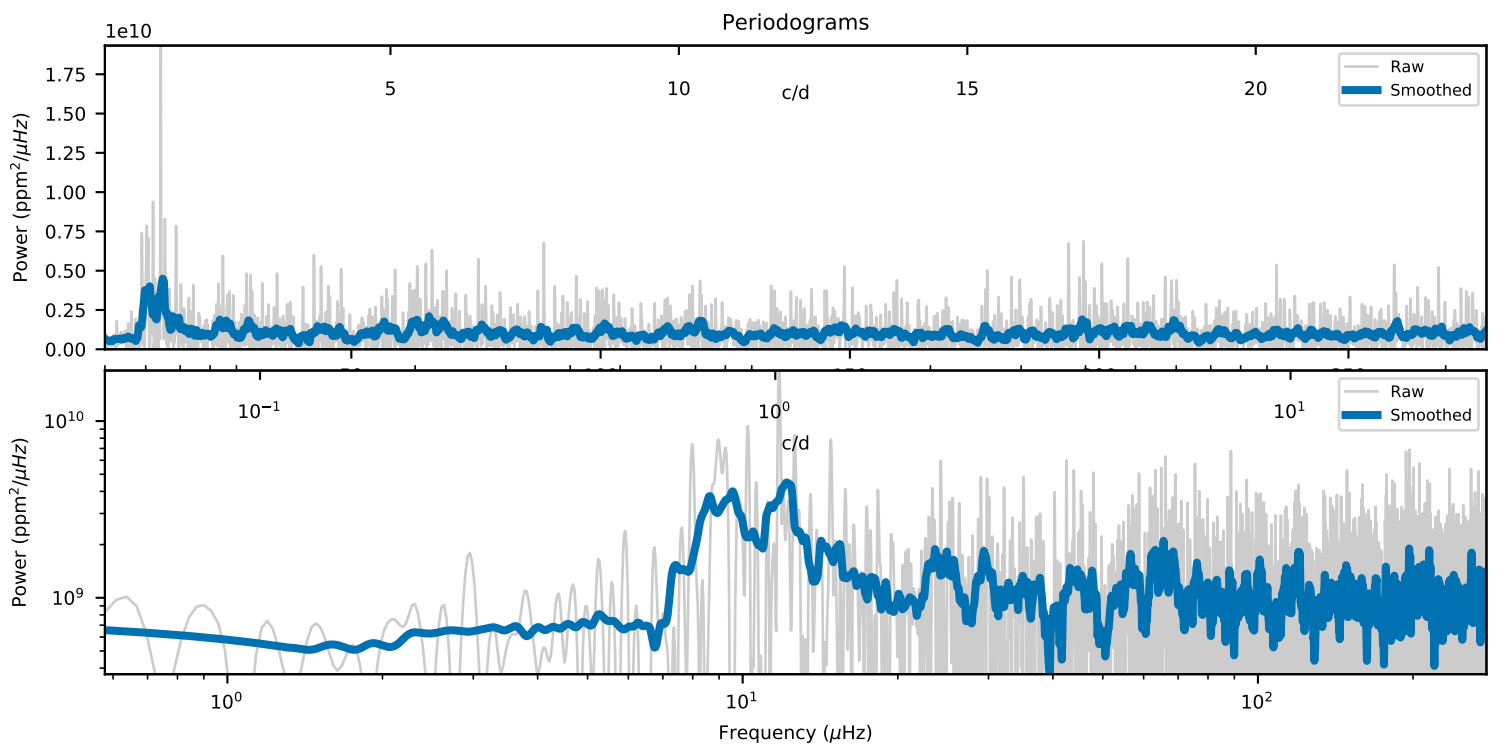 Periodograms
1e10
1.75
1.50
1.25
1.00
0.75
0.50
0.25
0.00
Power (ppm²/μHz)
5 10 15 20
c/d
Raw
Smoothed
10⁻¹ 10⁰ 10¹
c/d
Raw
Smoothed
10¹⁰
10⁹
Power (ppm²/μHz)
10⁰ 10¹ 10²
Frequency (μHz)